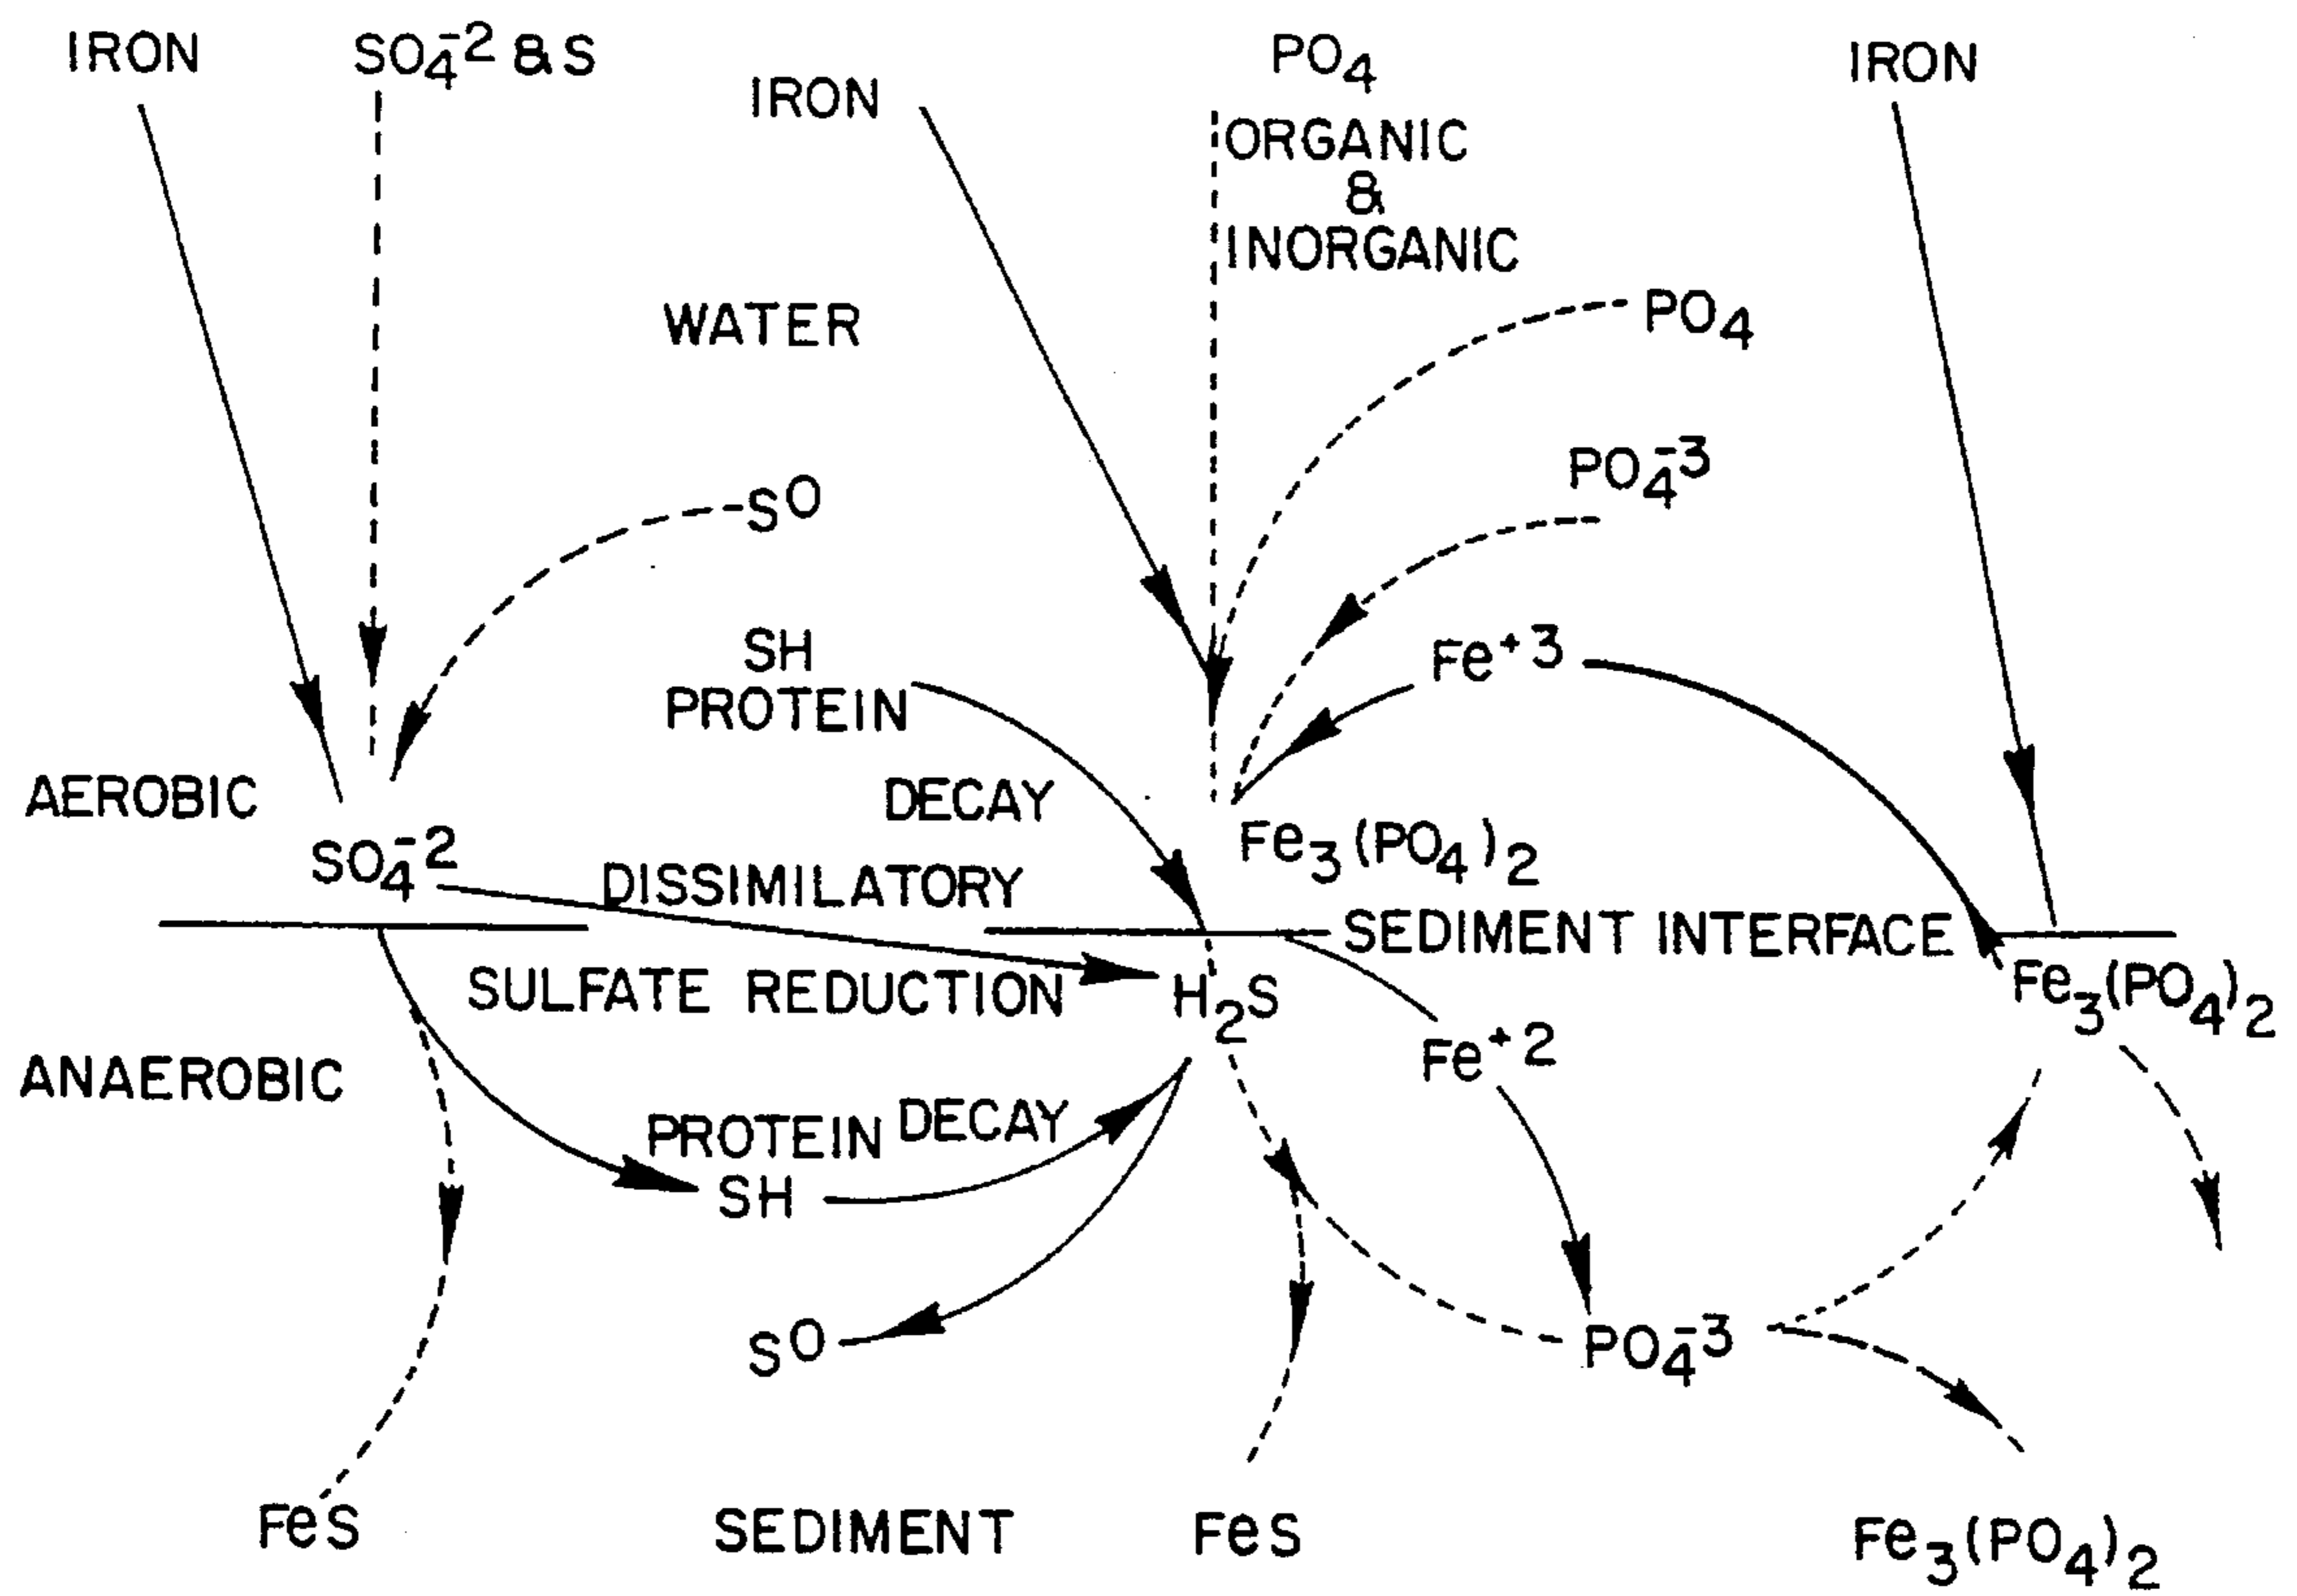 IRON
SO₄⁻² & S
IRON
PO₄
ORGANIC
&
INORGANIC
IRON
WATER
PO₄
PO₄⁻³
S⁰
SH
PROTEIN
Fe⁺³
AEROBIC
DECAY
SO₄⁻²
Fe₃(PO₄)₂
DISSIMILATORY
SEDIMENT INTERFACE
SULFATE REDUCTION
H₂S
Fe₃(PO₄)₂
ANAEROBIC
Fe⁺²
PROTEIN
DECAY
SH
S⁰
PO₄⁻³
FeS
SEDIMENT
FeS
Fe₃(PO₄)₂